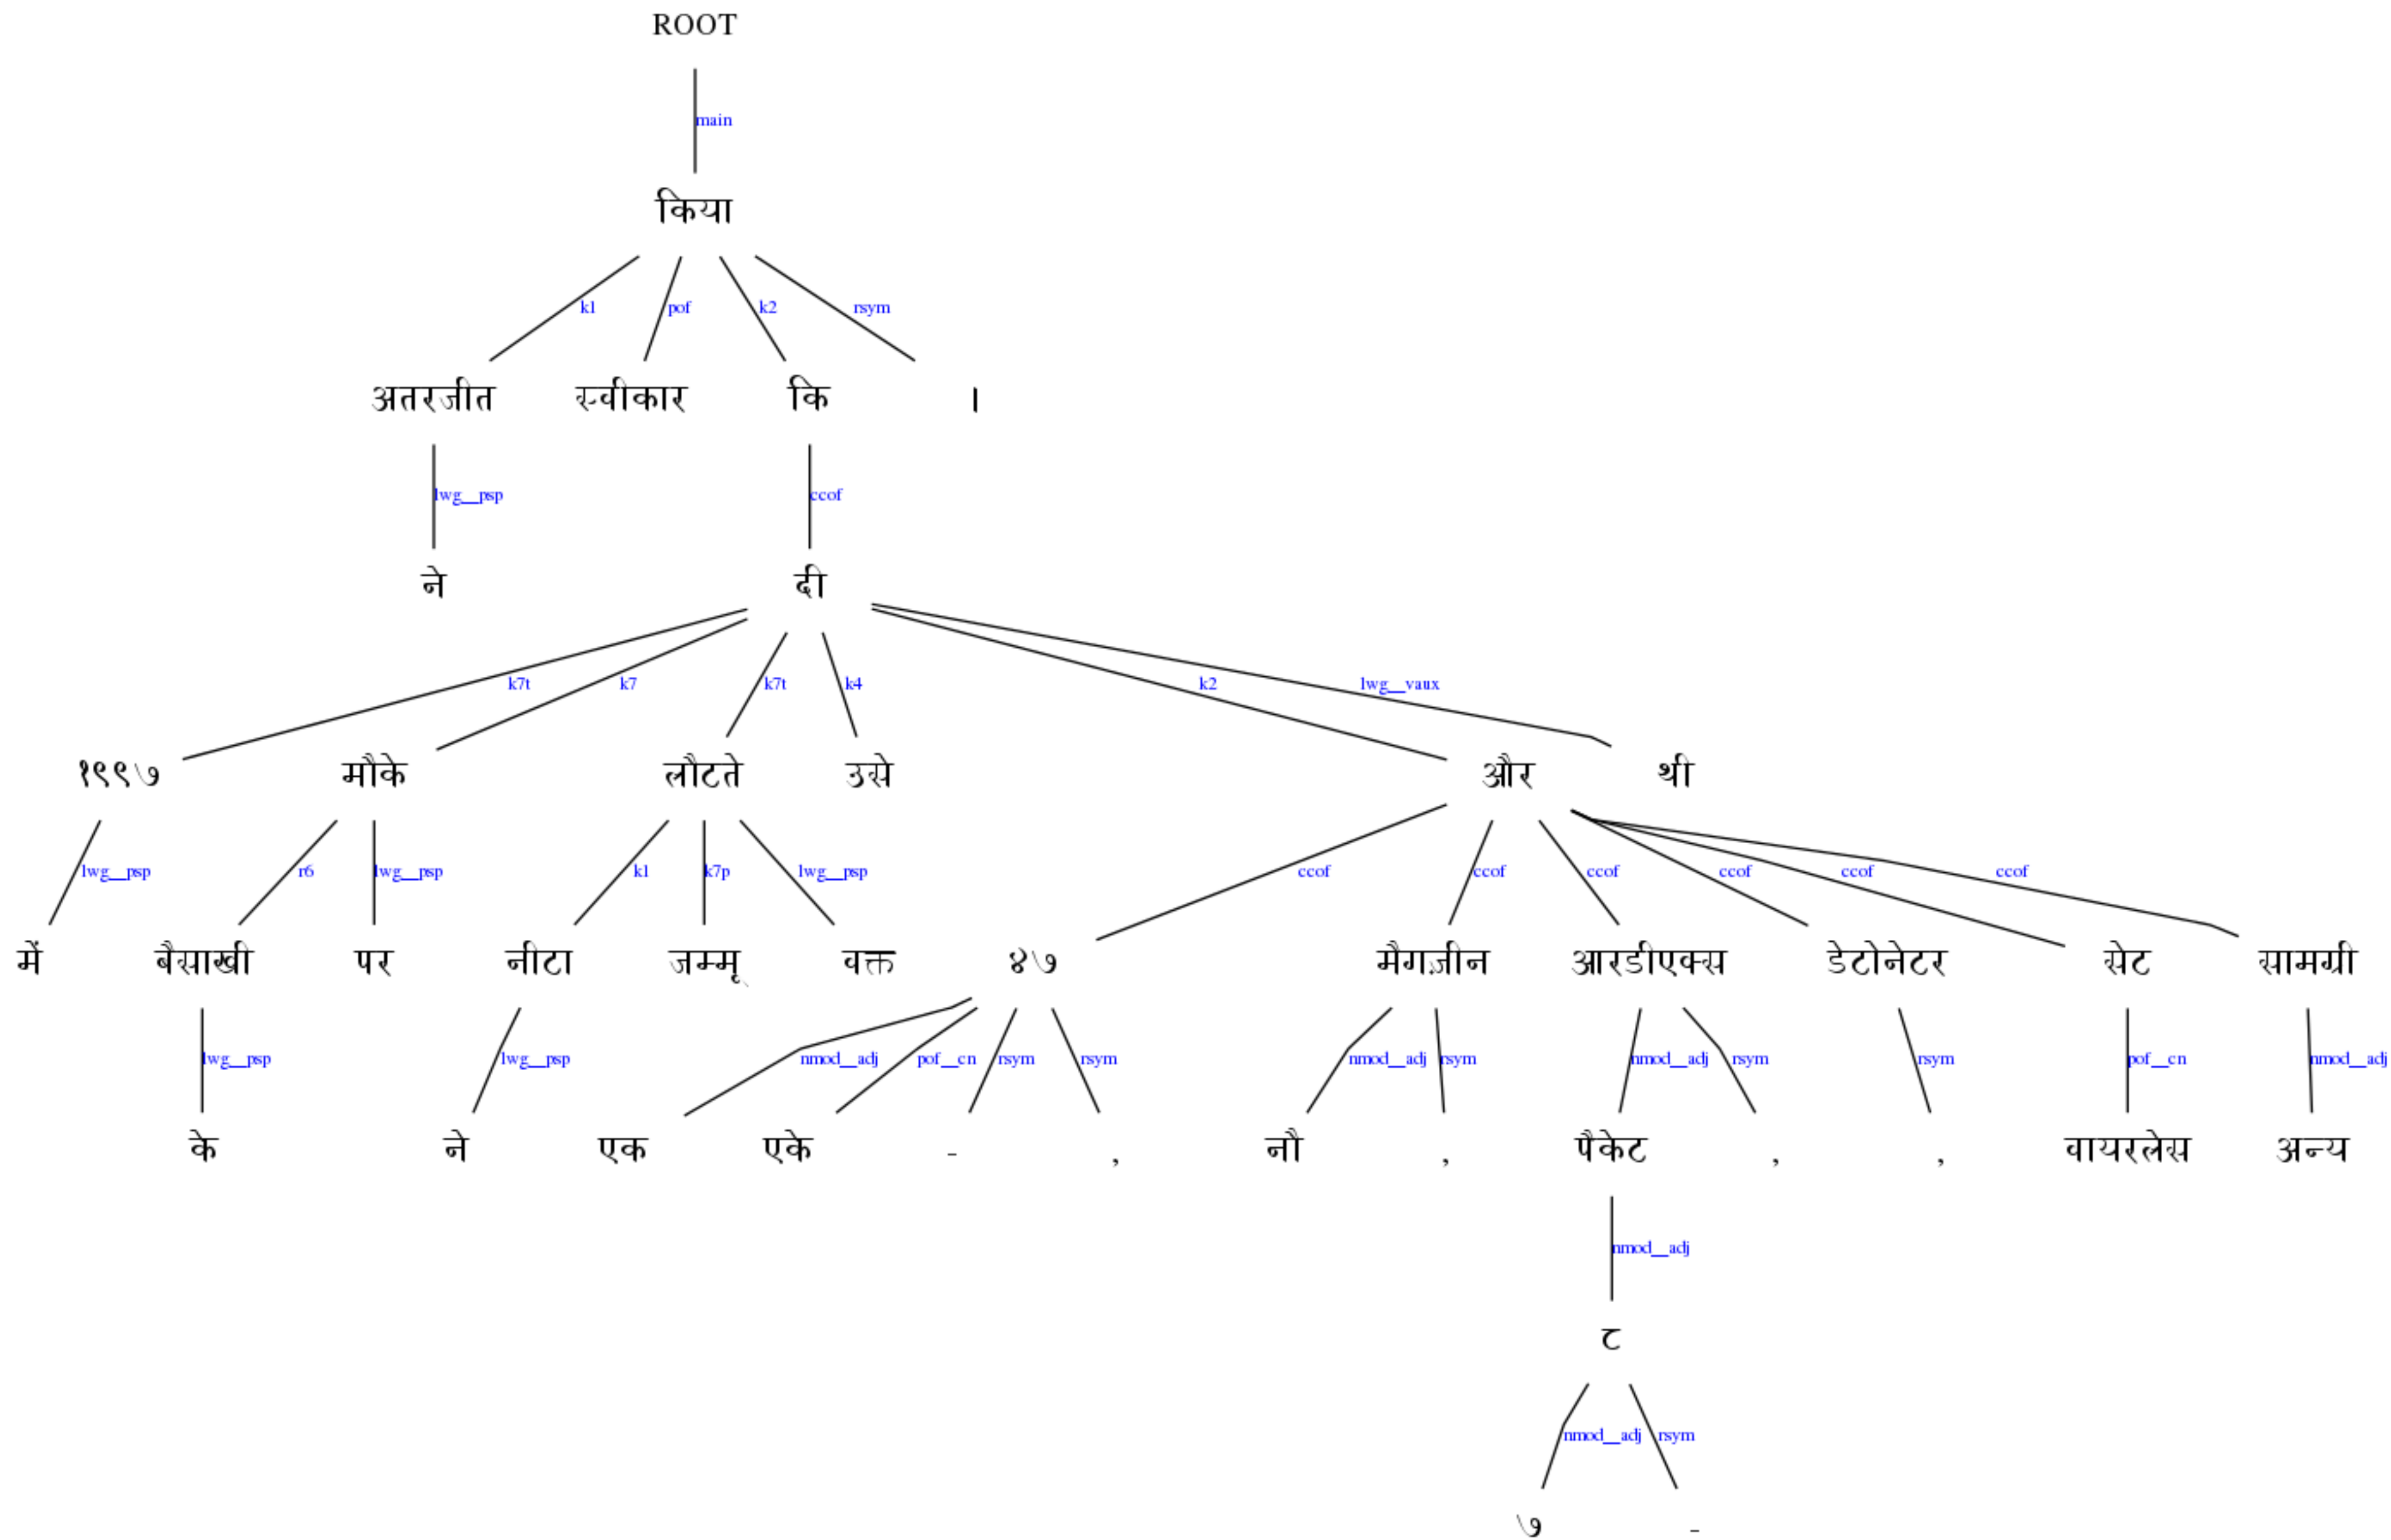 ROOT
main
किया
k1 pof k2 rsym
अतरजीत स्वीकार कि ।
lwg__psp ccof
ने दी
k7t k7 k7t k4 k2 lwg__vaux
१९९७ मौके लौटते उसे और थी
lwg__psp r6 lwg__psp k1 k7p lwg__psp ccof ccof ccof ccof ccof ccof
में बैसाखी पर नीटा जम्मू वक्त ४७ मैगज़ीन आरडीएक्स डेटोनेटर सेट सामग्री
lwg__psp lwg__psp nmod__adj pof__cn rsym rsym nmod__adj rsym nmod__adj rsym rsym pof__cn nmod__adj
के ने एक एके - , नौ , पैकेट , , वायरलेस अन्य
nmod__adj
ट
nmod__adj rsym
७ -